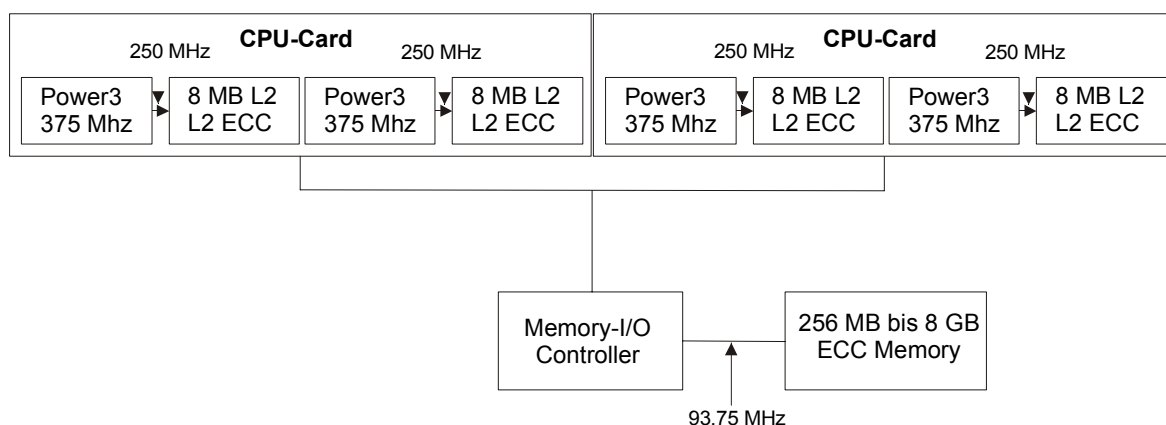 CPU-Card
CPU-Card
250 MHz
250 MHz
250 MHz
250 MHz
Power3
375 Mhz
8 MB L2
L2 ECC
Power3
375 Mhz
8 MB L2
L2 ECC
Power3
375 Mhz
8 MB L2
L2 ECC
Power3
375 Mhz
8 MB L2
L2 ECC
Memory-I/O
Controller
256 MB bis 8 GB
ECC Memory
93.75 MHz